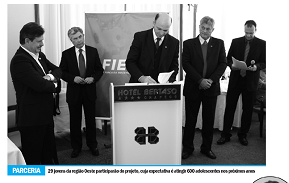 FIE
HOTEL BERTASO
PARCERIA 20 jovens da região Oeste participarão do projeto, cuja expectativa é atingir 600 adolescentes nos próximos anos